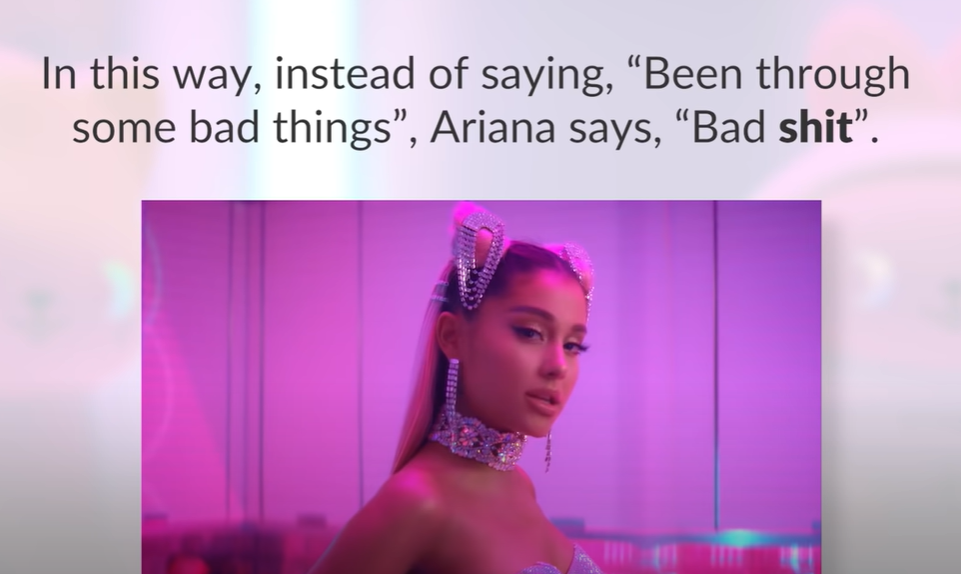 In this way, instead of saying, “Been through
some bad things”, Ariana says, “Bad shit”.